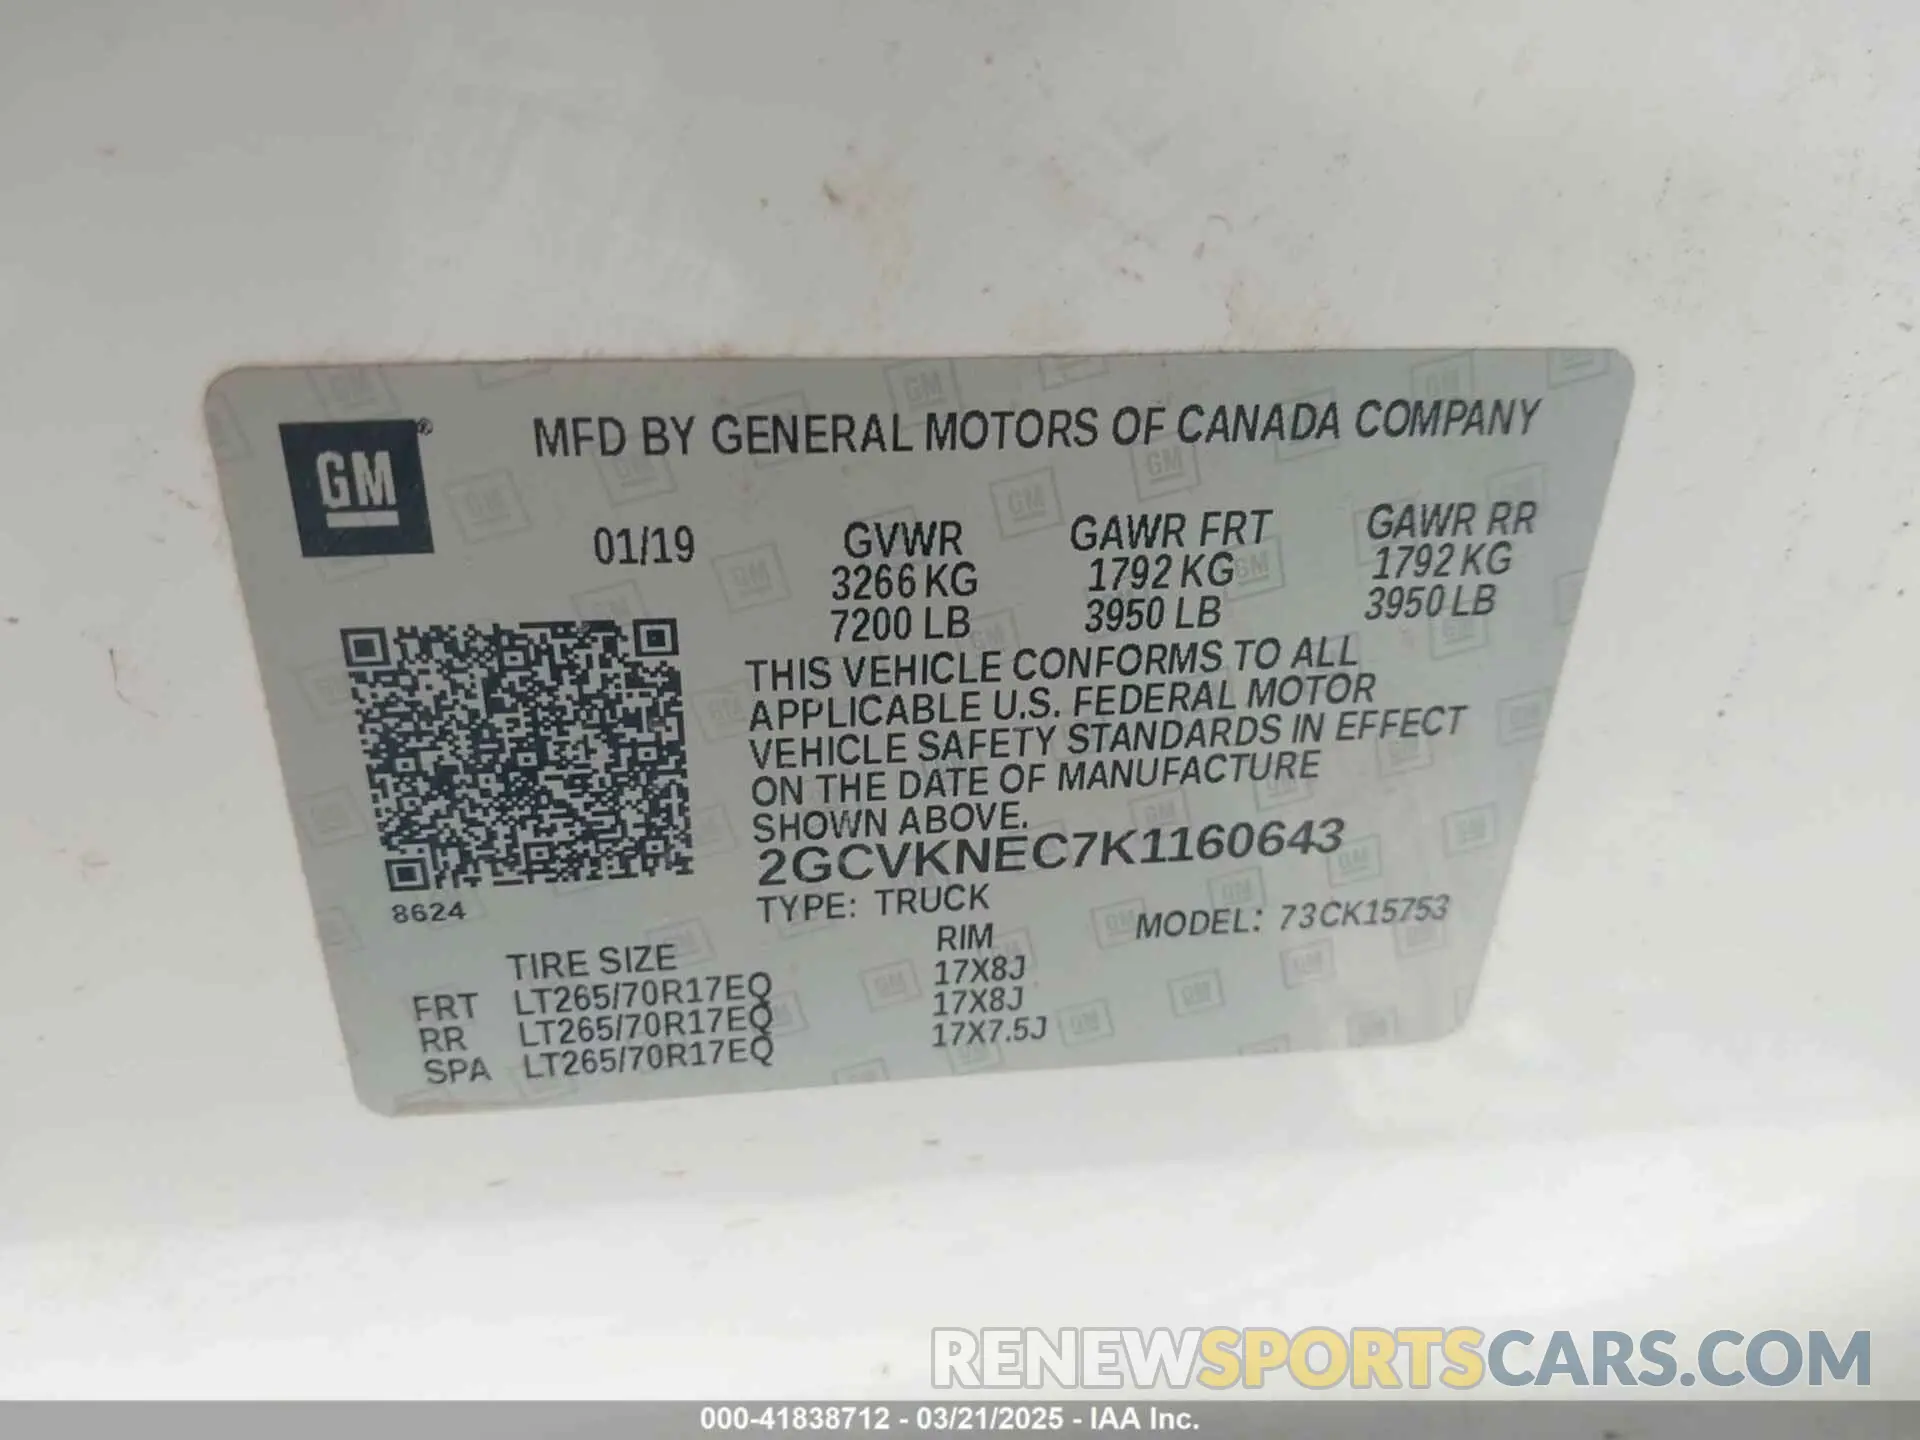 GM ®
MFD BY GENERAL MOTORS OF CANADA COMPANY
01/19 GVWR GAWR FRT GAWR RR
3266 KG 1792 KG 1792 KG
7200 LB 3950 LB 3950 LB
THIS VEHICLE CONFORMS TO ALL
APPLICABLE U.S. FEDERAL MOTOR
VEHICLE SAFETY STANDARDS IN EFFECT
ON THE DATE OF MANUFACTURE
SHOWN ABOVE.
2GCVKNEC7K1160643
8624
TYPE: TRUCK MODEL: 73CK15753
TIRE SIZE RIM
FRT LT265/70R17EQ 17X8J
RR LT265/70R17EQ 17X8J
SPA LT265/70R17EQ 17X7.5J
RENEWSPORTSCARS.COM
000-41838712 - 03/21/2025 - IAA Inc.